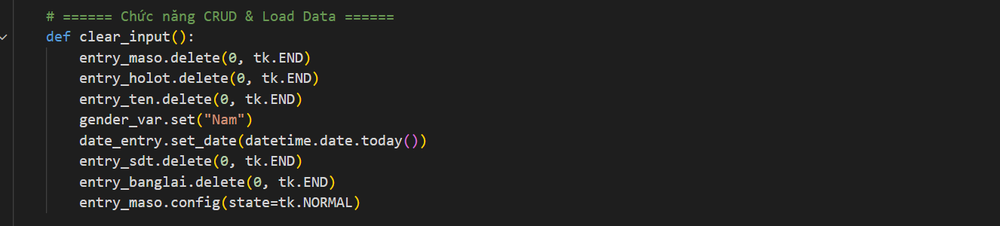 # ====== Chức năng CRUD & Load Data ======
def clear_input():
    entry_maso.delete(0, tk.END)
    entry_holot.delete(0, tk.END)
    entry_ten.delete(0, tk.END)
    gender_var.set("Nam")
    date_entry.set_date(datetime.date.today())
    entry_sdt.delete(0, tk.END)
    entry_banglai.delete(0, tk.END)
    entry_maso.config(state=tk.NORMAL)